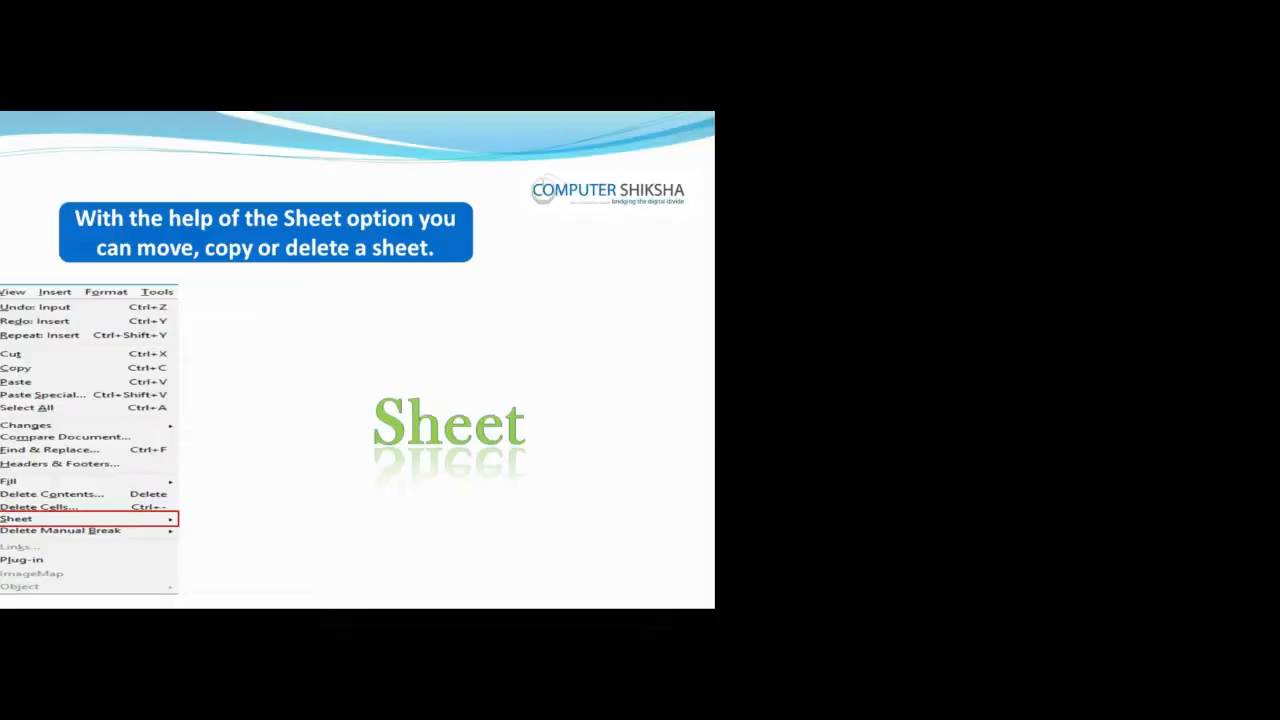 COMPUTER SHIKSHA
bridging the digital divide
With the help of the Sheet option you
can move, copy or delete a sheet.
View Insert Format Tools
Undo: Input Ctrl+Z
Redo: Insert Ctrl+Y
Repeat: Insert Ctrl+Shift+Y
Cut Ctrl+X
Copy Ctrl+C
Paste Ctrl+V
Paste Special... Ctrl+Shift+V
Select All Ctrl+A
Changes
Compare Document...
Find & Replace... Ctrl+F
Headers & Footers...
Fill
Delete Contents... Delete
Delete Cells... Ctrl+-
Sheet
Delete Manual Break
Links...
Plug-in
ImageMap
Object
Sheet